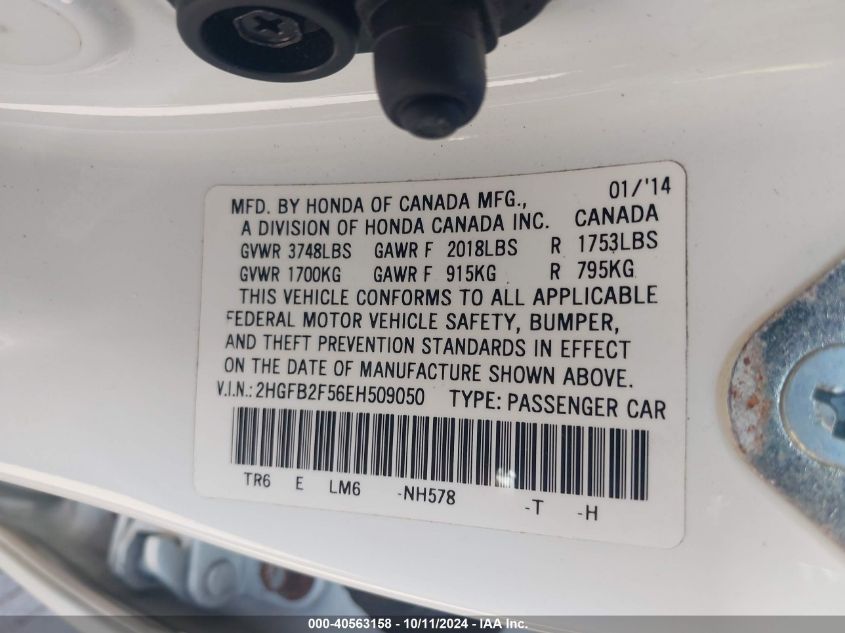 MFD. BY HONDA OF CANADA MFG., 01/'14
A DIVISION OF HONDA CANADA INC. CANADA
GVWR 3748LBS GAWR F 2018LBS R 1753LBS
GVWR 1700KG GAWR F 915KG R 795KG
THIS VEHICLE CONFORMS TO ALL APPLICABLE
FEDERAL MOTOR VEHICLE SAFETY, BUMPER,
AND THEFT PREVENTION STANDARDS IN EFFECT
ON THE DATE OF MANUFACTURE SHOWN ABOVE.
V.I.N.: 2HGFB2F56EH509050 TYPE: PASSENGER CAR
TR6 E LM6 -NH578 -T -H
000-40563158 - 10/11/2024 - IAA Inc.